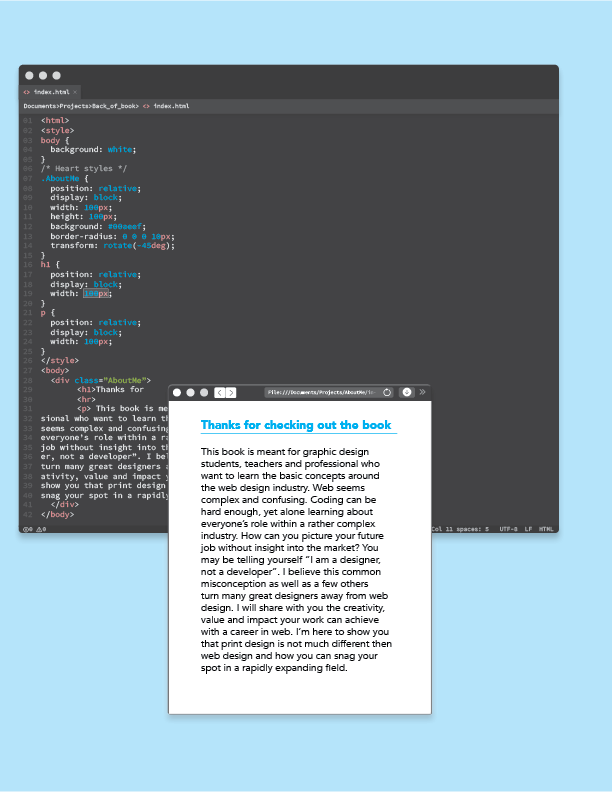 <> index.html ×
Documents>Projects>Back_of_book> <> index.html
01 <html>
02 <style>
03 body {
04 background: white;
05 }
06 /* Heart styles */
07 .AboutMe {
08 position: relative;
09 display: block;
10 width: 100px;
11 height: 100px;
12 background: #00aeef;
13 border-radius: 0 0 0 10px;
14 transform: rotate(-45deg);
15 }
16 h1 {
17 position: relative;
18 display: block;
19 width: 100px;
20 }
21 p {
22 position: relative;
23 display: block;
24 width: 100px;
25 }
26 </style>
27 <body>
28 <div class="AboutMe">
29 <h1>Thanks for
30 <hr>
31 <p> This book is me
32 sional who want to learn th
33 seems complex and confusing
34 everyone's role within a ra
35 job without insight into th
36 er, not a developer". I bel
37 turn many great designers a
38 ativity, value and impact y
39 show you that print design
40 snag your spot in a rapidly
41 </div>
42 </body>
0 0
Col 11 spaces: 5 UTF-8 LF HTML
File:///Documents/Projects/AboutMe/in
Thanks for checking out the book
This book is meant for graphic design
students, teachers and professional who
want to learn the basic concepts around
the web design industry. Web seems
complex and confusing. Coding can be
hard enough, yet alone learning about
everyone's role within a rather complex
industry. How can you picture your future
job without insight into the market? You
may be telling yourself "I am a designer,
not a developer". I believe this common
misconception as well as a few others
turn many great designers away from web
design. I will share with you the creativity,
value and impact your work can achieve
with a career in web. I'm here to show you
that print design is not much different then
web design and how you can snag your
spot in a rapidly expanding field.